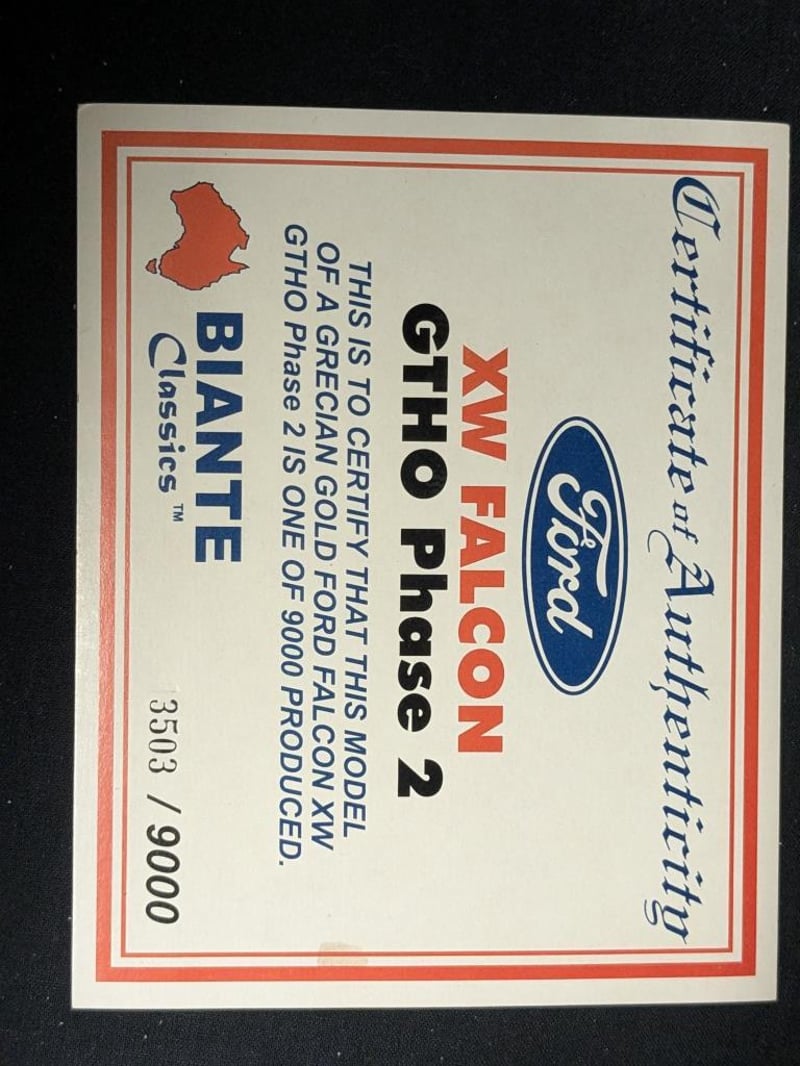 Certificate of Authenticity
Ford
XW FALCON
GTHO Phase 2
THIS IS TO CERTIFY THAT THIS MODEL
OF A GRECIAN GOLD FORD FALCON XW
GTHO Phase 2 IS ONE OF 9000 PRODUCED.
BIANTE
Classics™
3503 / 9000